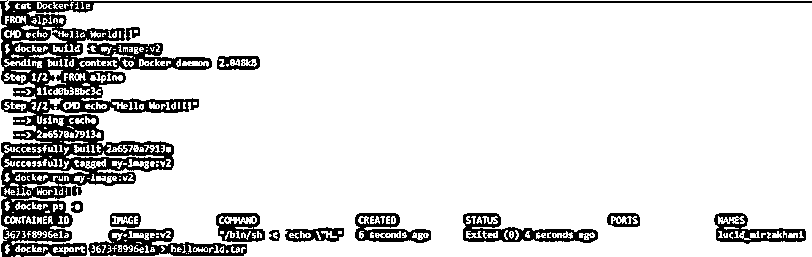 $ cat Dockerfile
FROM alpine
CMD echo "Hello World!!!"
$ docker build -t my-image:v2 .
Sending build context to Docker daemon 2.048kB
Step 1/2 : FROM alpine
---> 11cd0b38bc3c
Step 2/2 : CMD echo "Hello World!!!"
---> Using cache
---> 2a6570a7913a
Successfully built 2a6570a7913a
Successfully tagged my-image:v2
$ docker run my-image:v2
Hello World!!!
$ docker ps -a
CONTAINER ID IMAGE COMMAND CREATED STATUS PORTS NAMES
3673f8996e1a my-image:v2 "/bin/sh -c 'echo \"H…" 6 seconds ago Exited (0) 4 seconds ago lucid_mirzakhani
$ docker export 3673f8996e1a > helloworld.tar